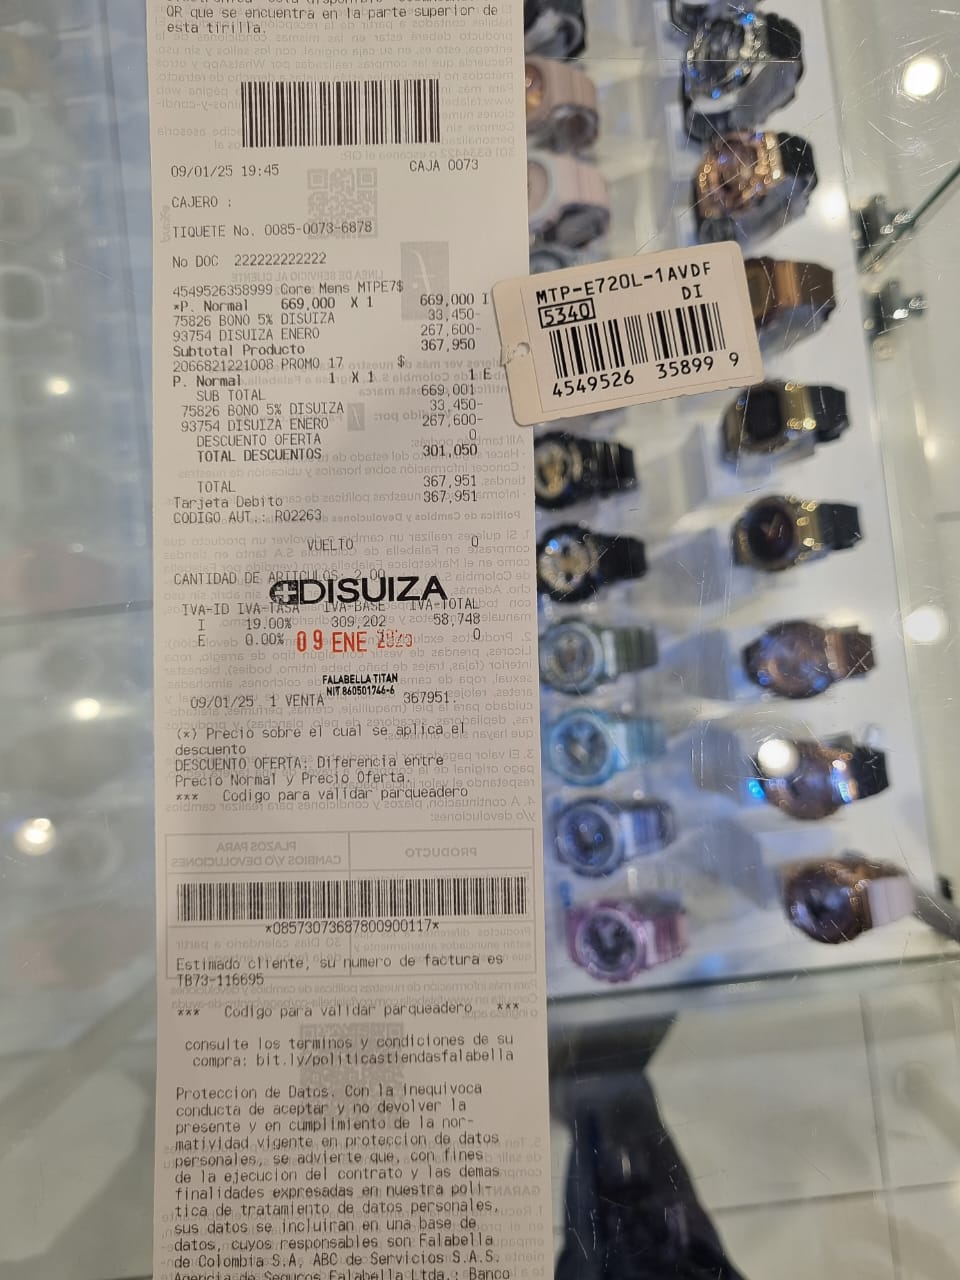 QR que se encuentra en la parte superior de
esta tirilla.
09/01/25 19:45 CAJA 0073
CAJERO :
TIQUETE No. 0085-0073-6878
No DOC 222222222222
4549526358999 Core Mens MTPE7$
*P. Normal 669,000 X 1 669,000 I
75826 BONO 5% DISUIZA 33,450-
93754 DISUIZA ENERO 267,600-
Subtotal Producto 367,950
2066821221008 PROMO 17 $
P. Normal 1 X 1 1 E
SUB TOTAL 669,001
75826 BONO 5% DISUIZA 33,450-
93754 DISUIZA ENERO 267,600-
DESCUENTO OFERTA 0
TOTAL DESCUENTOS 301,050
TOTAL 367,951
Tarjeta Debito 367,951
CODIGO AUT.: R02263
VUELTO 0
CANTIDAD DE ARTICULOS 2.00
DISUIZA
IVA-ID IVA-TASA IVA-BASE IVA-TOTAL
I 19.00% 309,202 58,748
E 0.00% 0
09 ENE 2025
FALABELLA TITAN
NIT 860501746-6
09/01/25 1 VENTA 367951.
(*) Precio sobre el cual se aplica el
descuento
DESCUENTO OFERTA: Diferencia entre
Precio Normal y Precio Oferta.
*** Codigo para validar parqueadero
*08573073687800900117*
Estimado cliente, su numero de factura es
TB73-116695
*** Codigo para validar parqueadero ***
consulte los terminos y condiciones de su
compra: bit.ly/politicastiendasfalabella
Proteccion de Datos. Con la inequivoca
conducta de aceptar y no devolver la
presente y en cumplimiento de la nor-
matividad vigente en proteccion de datos
personales, se advierte que, con fines
de la ejecucion del contrato y las demas
finalidades expresadas en nuestra poli-
tica de tratamiento de datos personales,
sus datos se incluiran en una base de
datos, cuyos responsables son Falabella
de Colombia S.A, ABC de Servicios S.A.S.
Agencia de Seguros Falabella Ltda.; Banco
MTP-E720L-1AVDF
5340 DI
4549526 35899 9